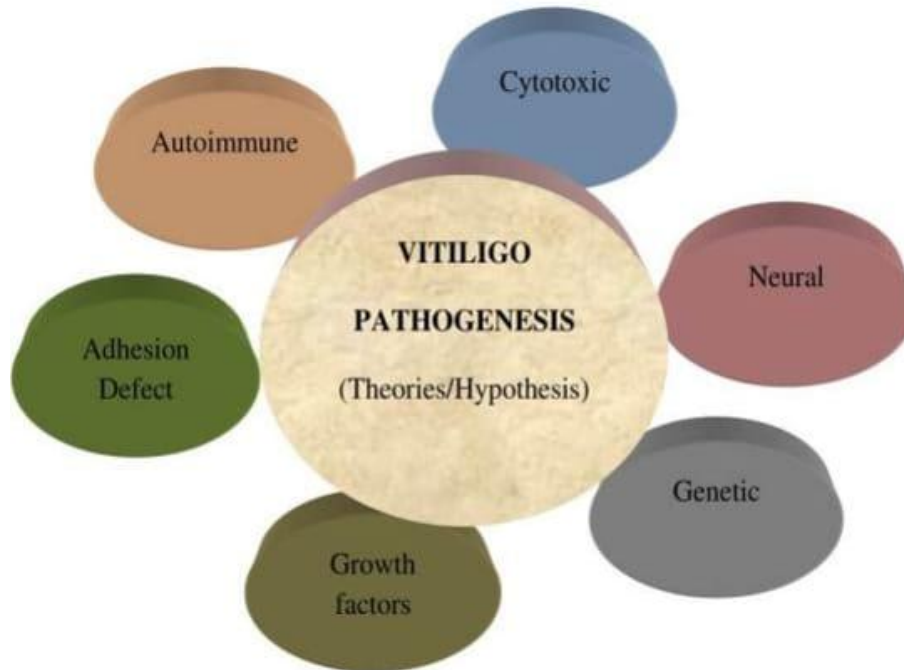 Cytotoxic
Autoimmune
VITILIGO
PATHOGENESIS
(Theories/Hypothesis)
Neural
Adhesion
Defect
Genetic
Growth
factors